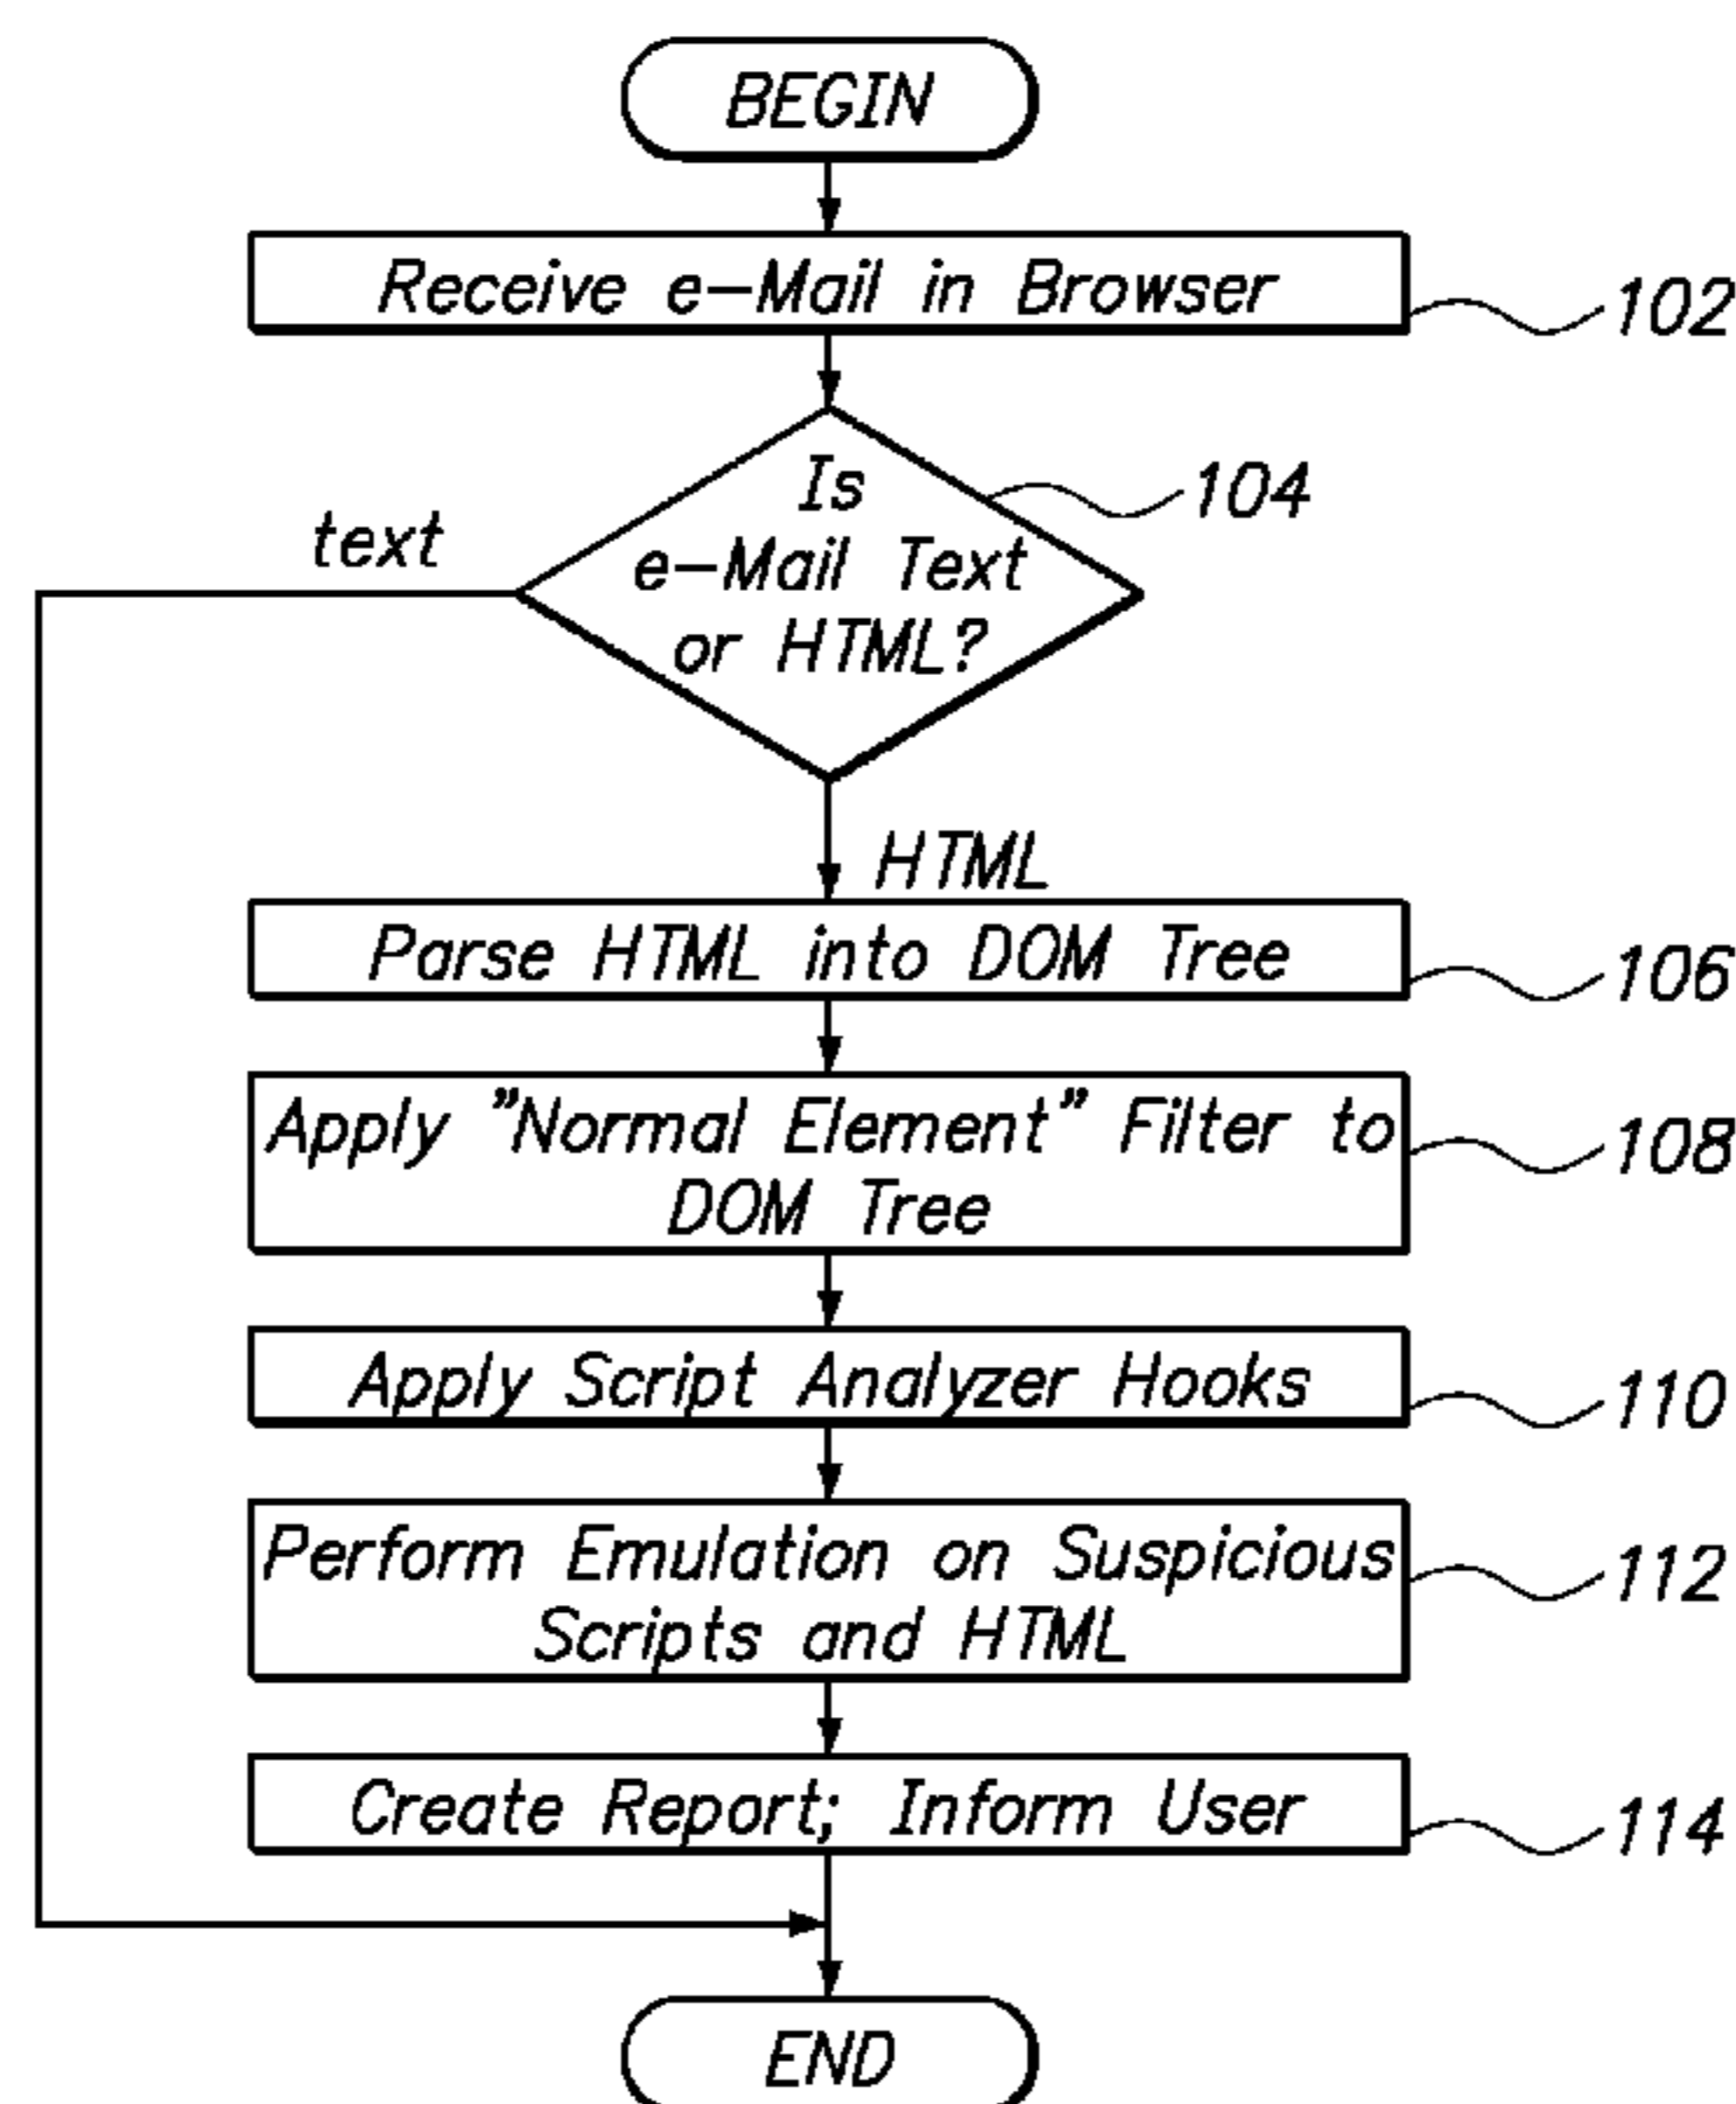 BEGIN
Receive e-Mail in Browser
102
Is
e-Mail Text
or HTML?
104
text
HTML
Parse HTML into DOM Tree
106
Apply "Normal Element" Filter to
DOM Tree
108
Apply Script Analyzer Hooks
110
Perform Emulation on Suspicious
Scripts and HTML
112
Create Report; Inform User
114
END